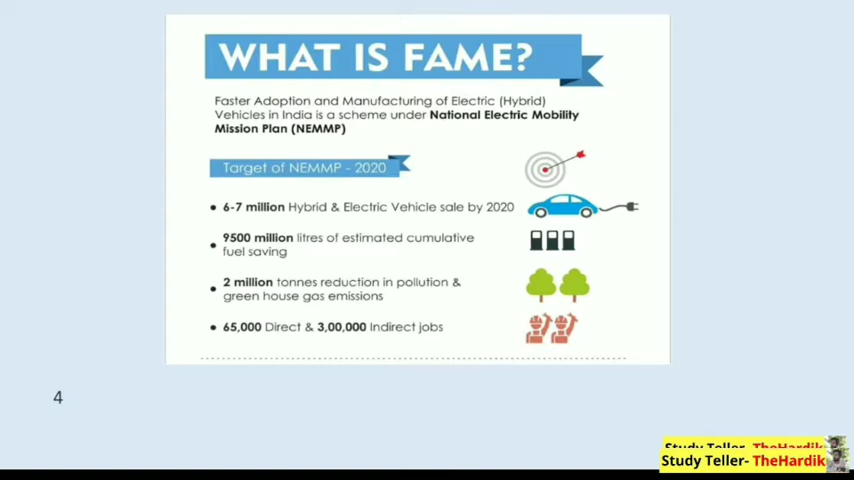 WHAT IS FAME?
Faster Adoption and Manufacturing of Electric (Hybrid)
Vehicles in India is a scheme under National Electric Mobility
Mission Plan (NEMMP)
Target of NEMMP - 2020
• 6-7 million Hybrid & Electric Vehicle sale by 2020
• 9500 million litres of estimated cumulative
fuel saving
• 2 million tonnes reduction in pollution &
green house gas emissions
• 65,000 Direct & 3,00,000 Indirect jobs
4
Study Teller- TheHardik
Study Teller- TheHardik